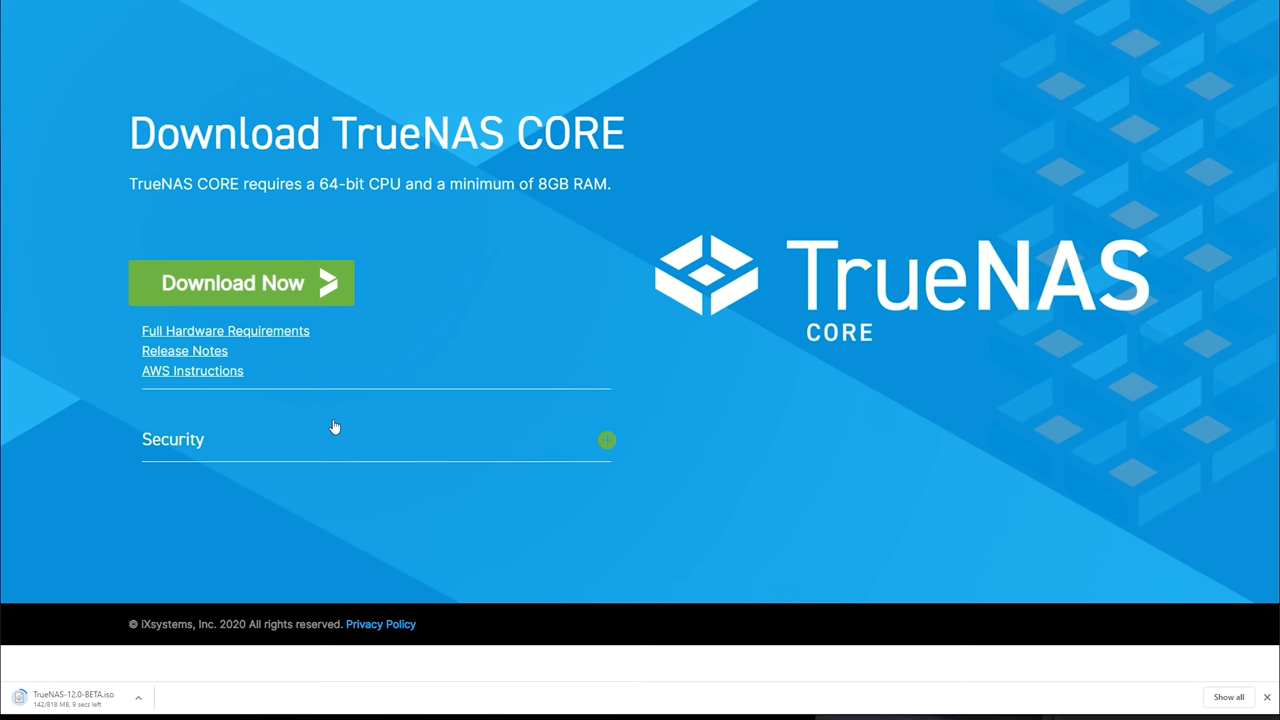 Download TrueNAS CORE
TrueNAS CORE requires a 64-bit CPU and a minimum of 8GB RAM.
Download Now
Full Hardware Requirements
Release Notes
AWS Instructions
Security
TrueNAS
CORE
© iXsystems, Inc. 2020 All rights reserved. Privacy Policy
TrueNAS-12.0-BETA.iso
142/818 MB, 9 secs left
Show all